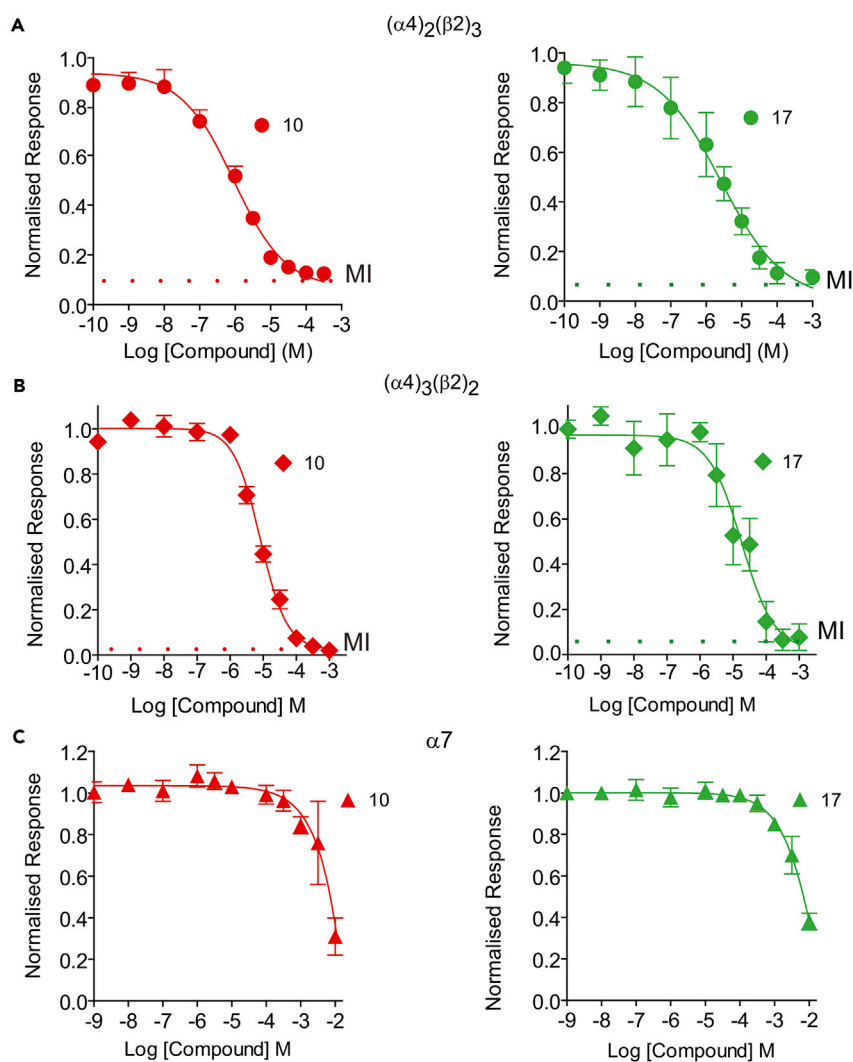 A
(α4)₂(β2)₃
Normalised Response
1.0
0.8
0.6
0.4
0.2
0.0
10
MI
-10 -9 -8 -7 -6 -5 -4 -3
Log [Compound] (M)
Normalised Response
1.0
0.8
0.6
0.4
0.2
0.0
17
MI
-10 -9 -8 -7 -6 -5 -4 -3
Log [Compound] (M)
B
(α4)₃(β2)₂
Normalised Response
1.0
0.8
0.6
0.4
0.2
0.0
10
MI
-10 -9 -8 -7 -6 -5 -4 -3
Log [Compound] M
Normalised Response
1.0
0.8
0.6
0.4
0.2
0.0
17
MI
-10 -9 -8 -7 -6 -5 -4 -3
Log [Compound] M
C
α7
Normalised Response
1.2
1.0
0.8
0.6
0.4
0.2
0.0
10
-9 -8 -7 -6 -5 -4 -3 -2
Log [Compound] M
Normalised Response
1.2
1.0
0.8
0.6
0.4
0.2
0.0
17
-9 -8 -7 -6 -5 -4 -3 -2
Log [Compound] M